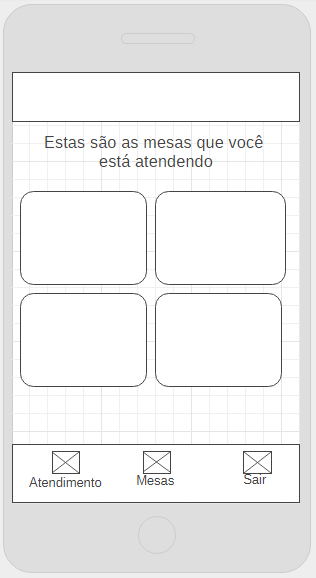 Estas são as mesas que você
está atendendo
Atendimento
Mesas
Sair